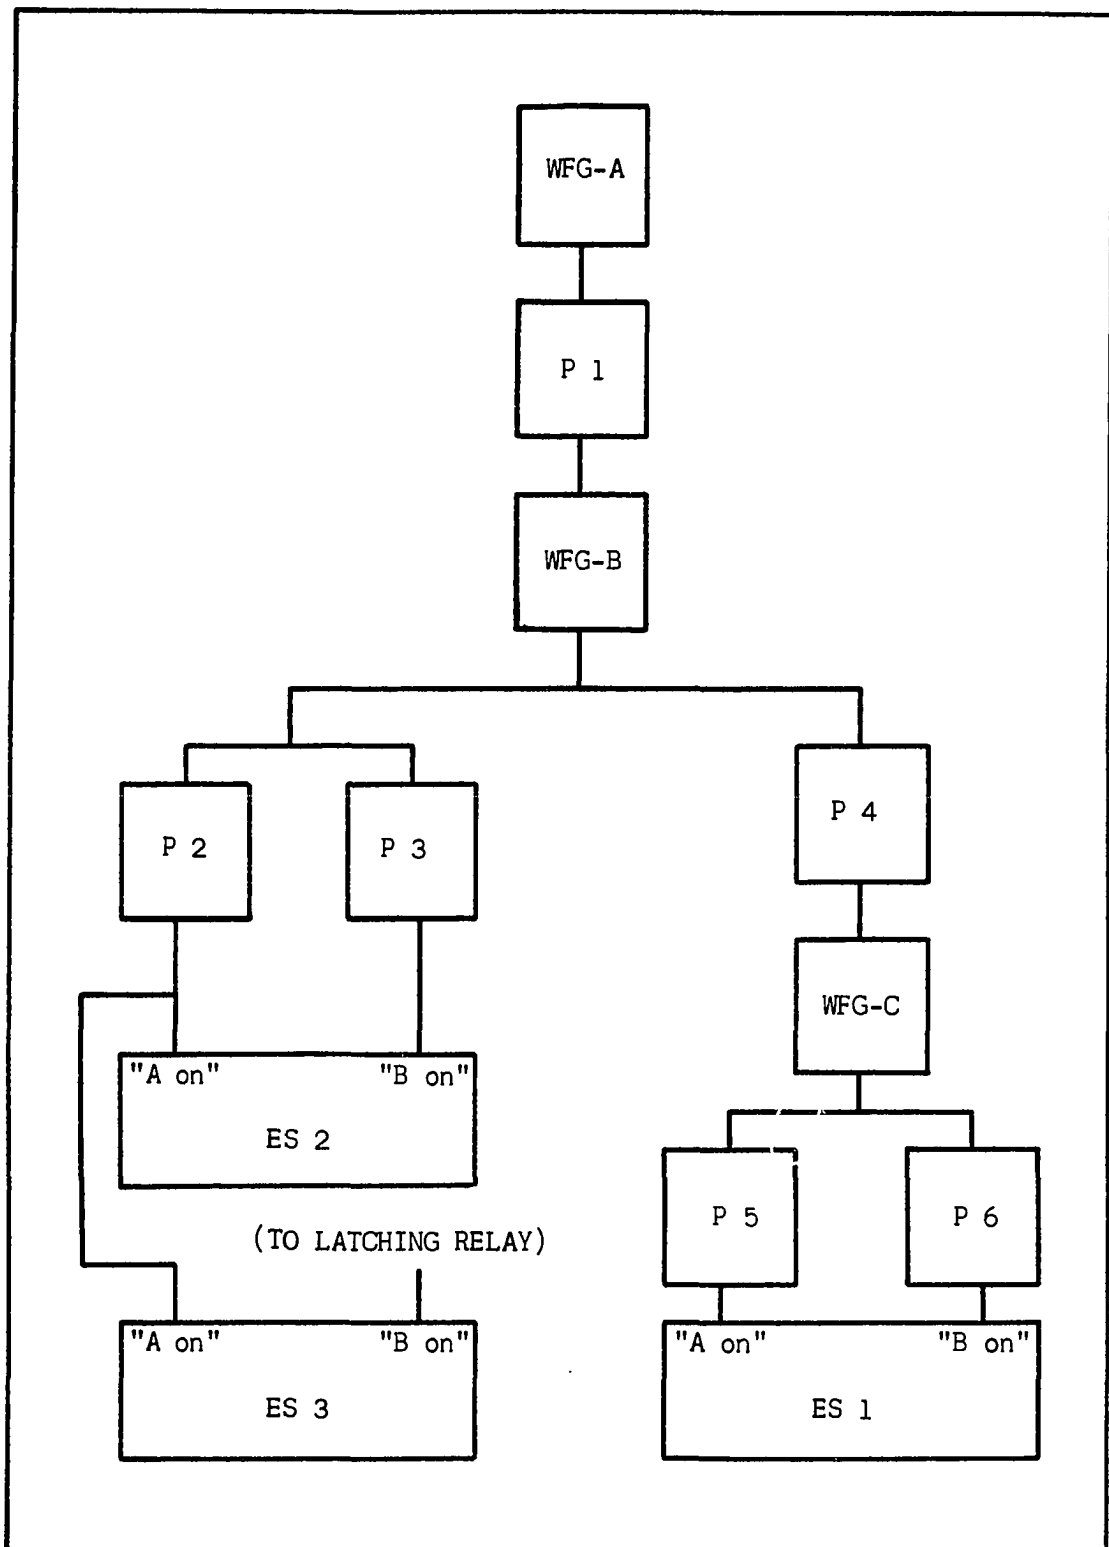 WFG-A
P 1
WFG-B
P 2
P 3
P 4
WFG-C
"A on" "B on"
ES 2
P 5
P 6
(TO LATCHING RELAY)
"A on" "B on"
ES 3
"A on" "B on"
ES 1